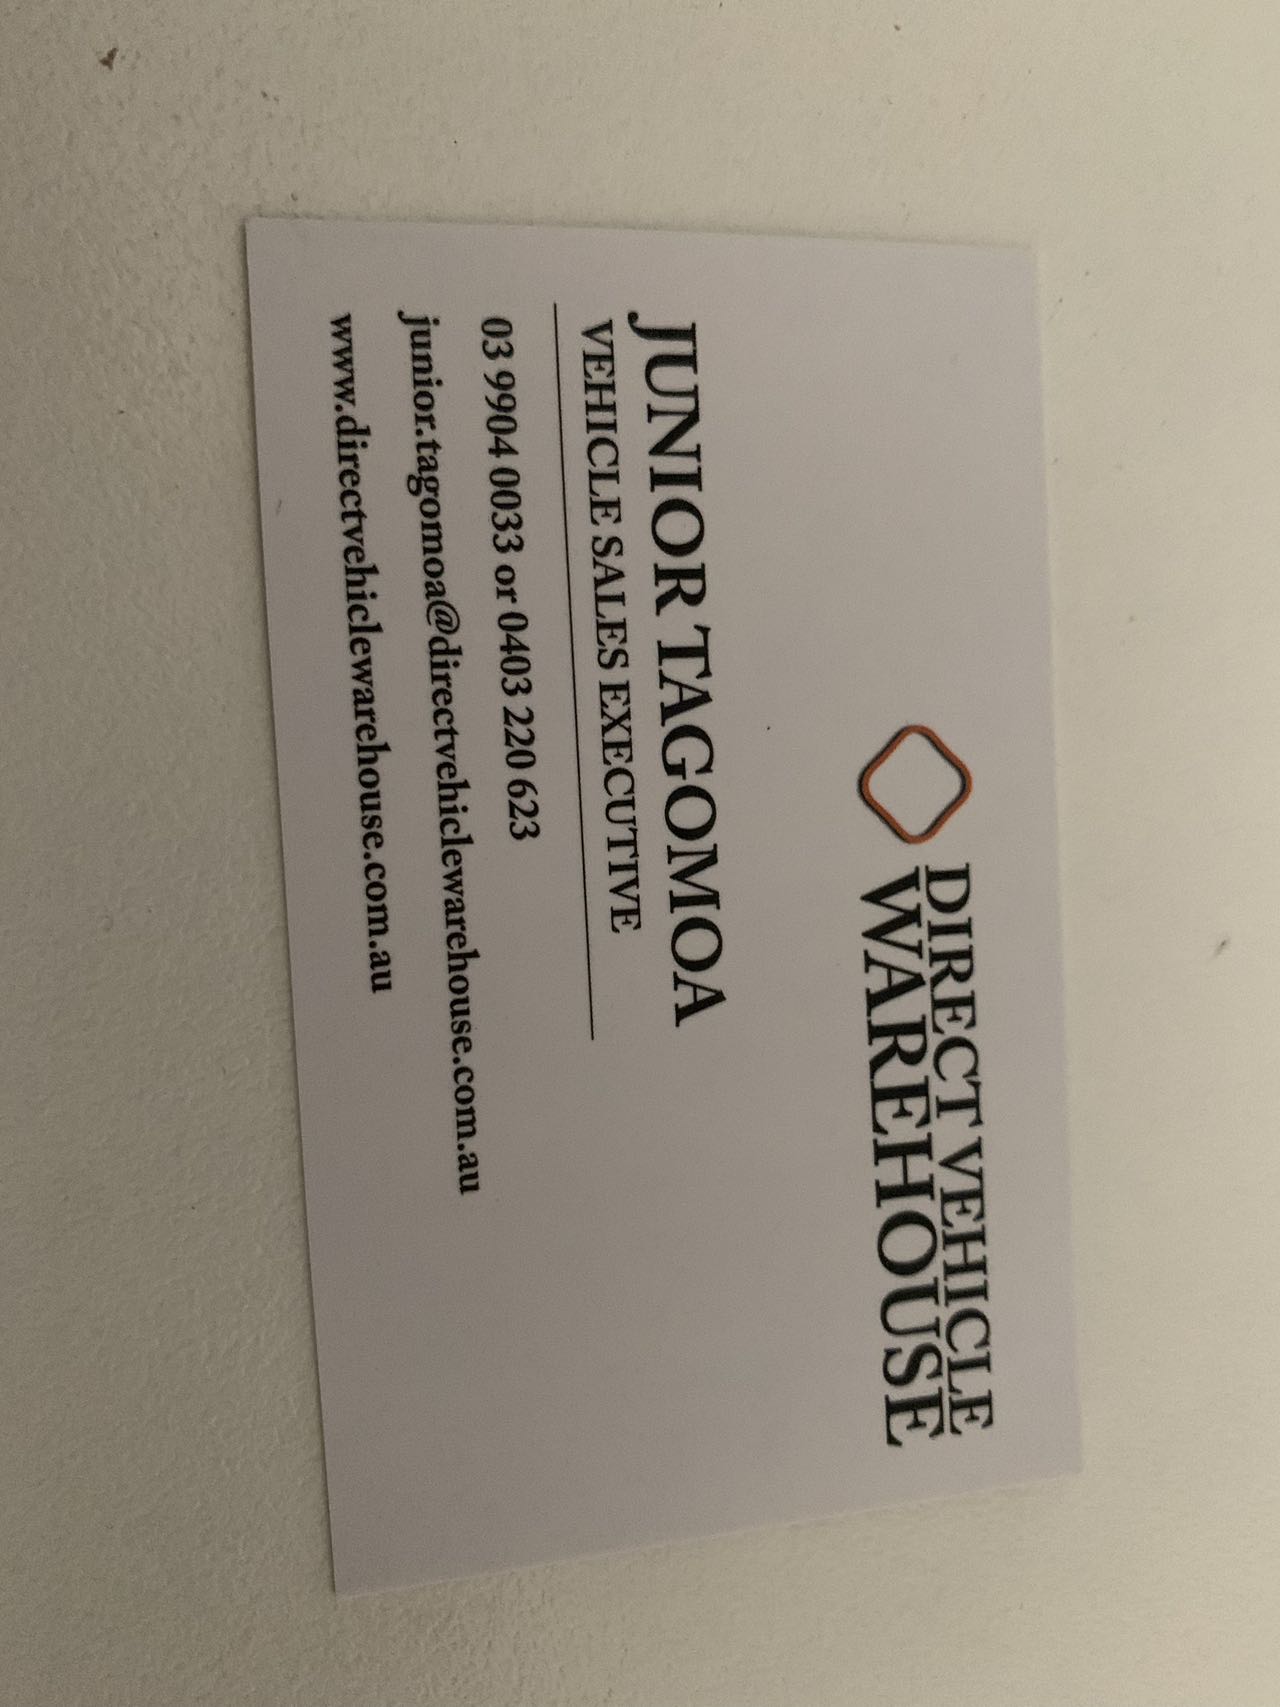 DIRECT VEHICLE
WAREHOUSE
JUNIOR TAGOMOA
VEHICLE SALES EXECUTIVE
03 9904 0033 or 0403 220 623
junior.tagomoa@directvehiclewarehouse.com.au
www.directvehiclewarehouse.com.au